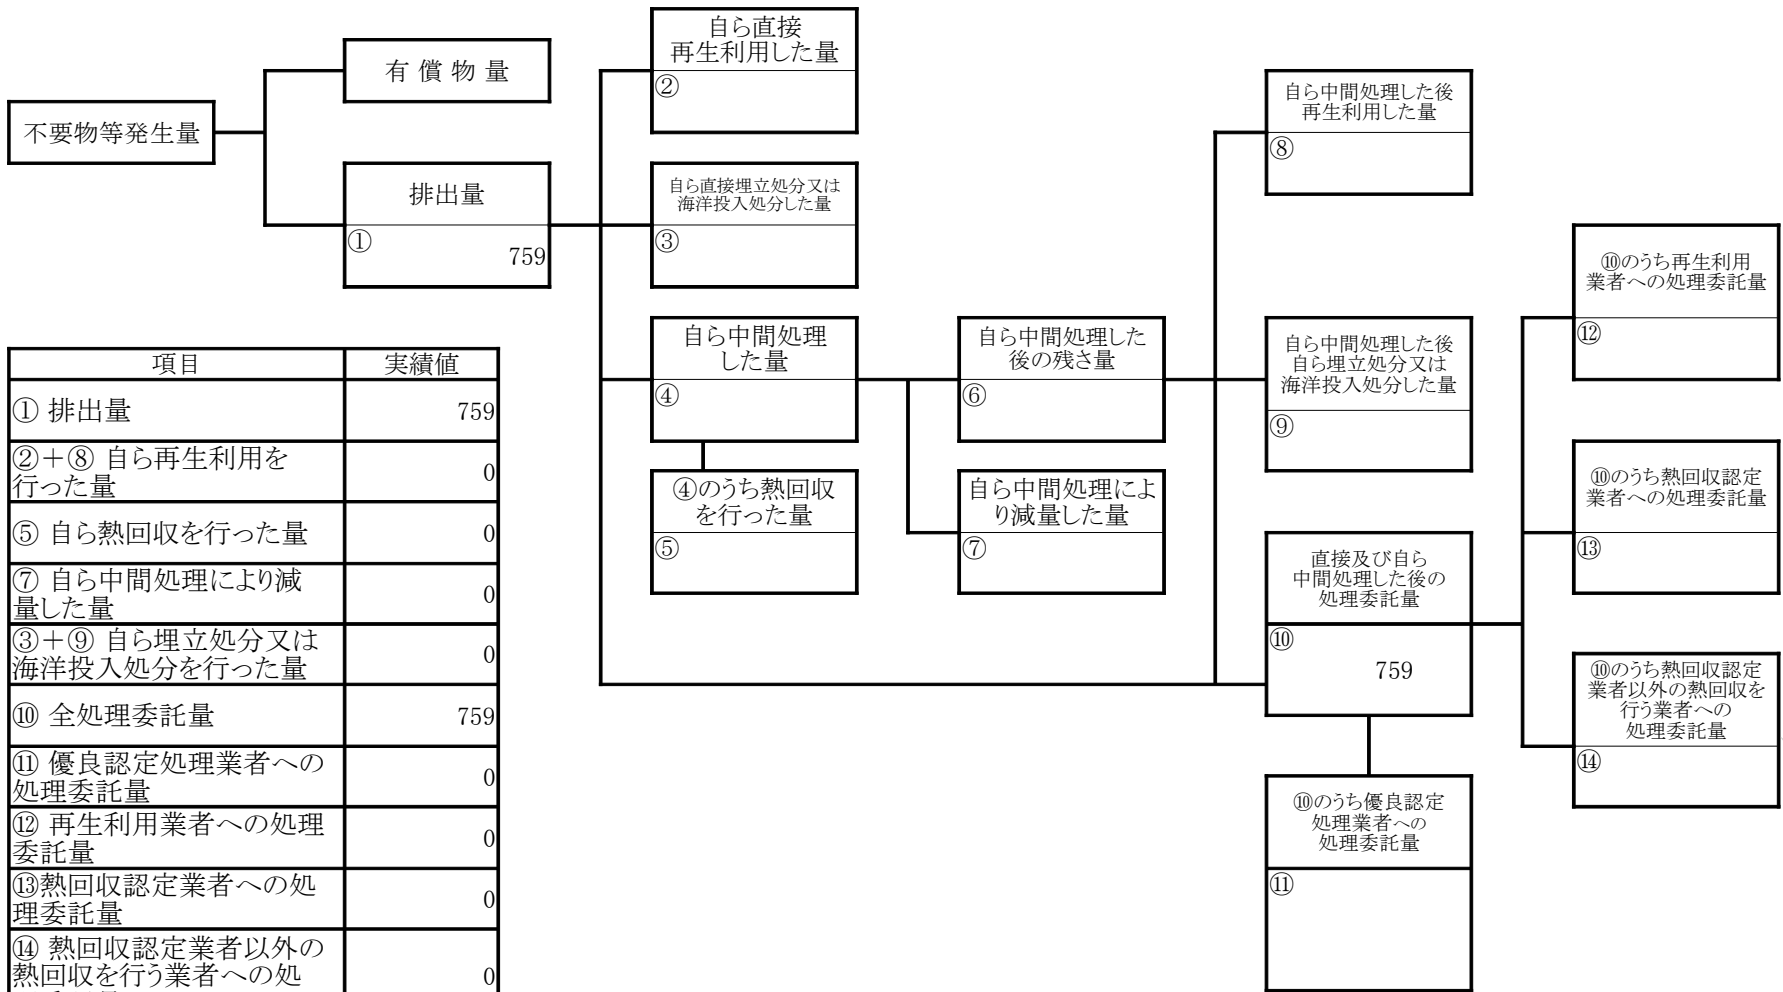 不要物等発生量
有 償 物 量
排出量
①
759
自ら直接
再生利用した量
②
自ら直接埋立処分又は
海洋投入処分した量
③
自ら中間処理
した量
④
④のうち熱回収
を行った量
⑤
自ら中間処理した
後の残さ量
⑥
自ら中間処理によ
り減量した量
⑦
自ら中間処理した後
再生利用した量
⑧
自ら中間処理した後
自ら埋立処分又は
海洋投入処分した量
⑨
直接及び自ら
中間処理した後の
処理委託量
⑩
759
⑩のうち優良認定
処理業者への
処理委託量
⑪
⑩のうち再生利用
業者への処理委託量
⑫
⑩のうち熱回収認定
業者への処理委託量
⑬
⑩のうち熱回収認定
業者以外の熱回収を
行う業者への
処理委託量
⑭
項目 実績値
① 排出量 759
②＋⑧ 自ら再生利用を
行った量 0
⑤ 自ら熱回収を行った量 0
⑦ 自ら中間処理により減
量した量 0
③＋⑨ 自ら埋立処分又は
海洋投入処分を行った量 0
⑩ 全処理委託量 759
⑪ 優良認定処理業者への
処理委託量 0
⑫ 再生利用業者への処理
委託量 0
⑬熱回収認定業者への処
理委託量 0
⑭ 熱回収認定業者以外の
熱回収を行う業者への処 0